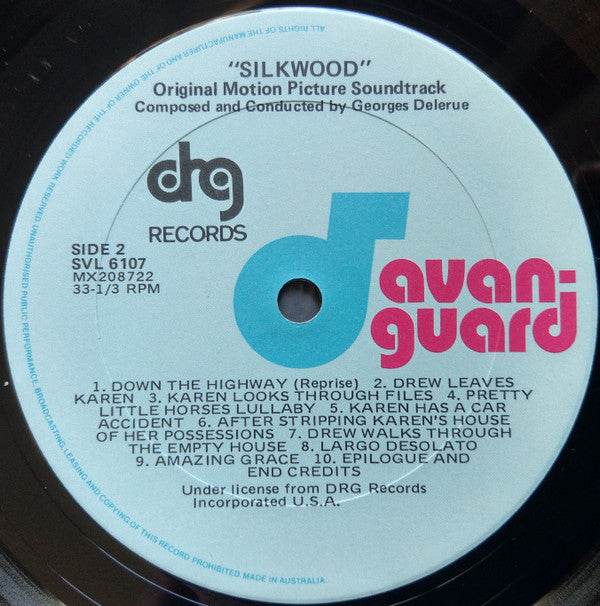 "SILKWOOD"
Original Motion Picture Soundtrack
Composed and Conducted by Georges Delerue
drg
RECORDS
SIDE 2
SVL 6107
MX208722
33-1/3 RPM
avan-
guard
1. DOWN THE HIGHWAY (Reprise) 2. DREW LEAVES
KAREN 3. KAREN LOOKS THROUGH FILES 4. PRETTY
LITTLE HORSES LULLABY 5. KAREN HAS A CAR
ACCIDENT 6. AFTER STRIPPING KAREN'S HOUSE
OF HER POSSESSIONS 7. DREW WALKS THROUGH
THE EMPTY HOUSE 8. LARGO DESOLATO
9. AMAZING GRACE 10. EPILOGUE AND
END CREDITS
Under license from DRG Records
Incorporated U.S.A.
ALL RIGHTS OF THE MANUFACTURER AND OF THE OWNER OF THE RECORDED WORK RESERVED. UNAUTHORISED PUBLIC PERFORMANCE, BROADCASTING, LEASING AND COPYING OF THIS RECORD PROHIBITED. MADE IN AUSTRALIA.